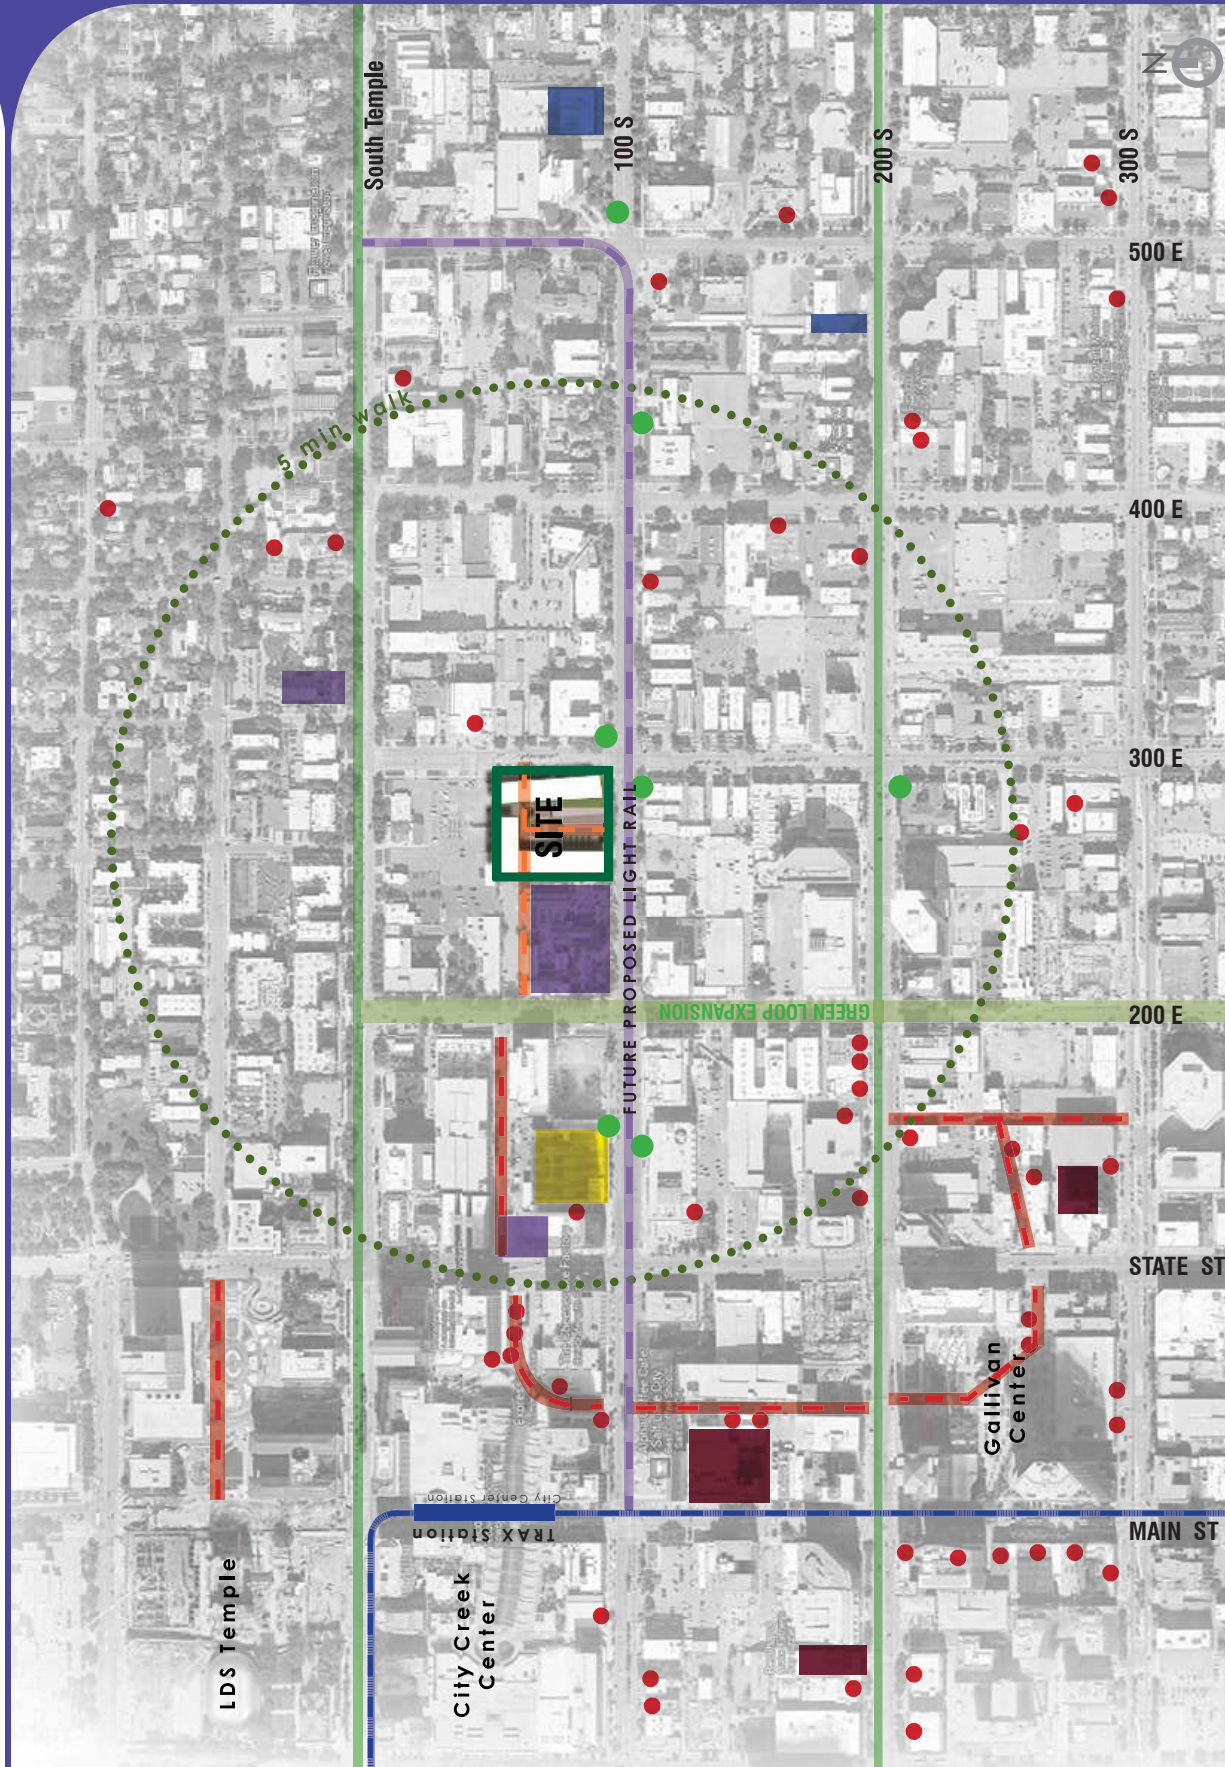 N
South Temple
100 S
200 S
300 S
500 E
5 min walk
400 E
300 E
SITE
FUTURE PROPOSED LIGHT RAIL
GREEN LOOP EXPANSION
200 E
STATE ST
Gallivan
Center
City Center Station
TRAX Station
MAIN ST
LDS Temple
City Creek
Center